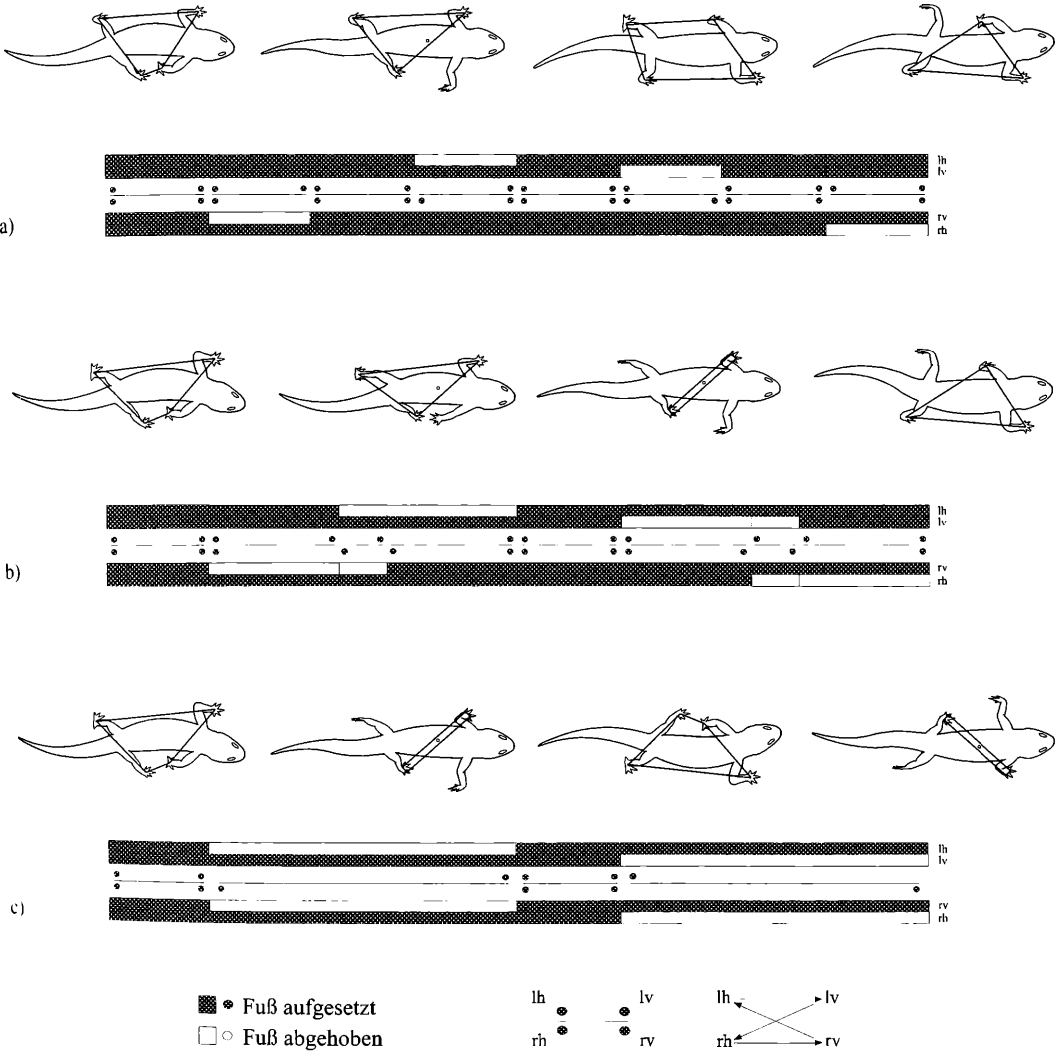 lh
lv
rv
a)
rh
lh
lv
rv
b)
rh
lh
lv
rv
c)
rh
Fuß aufgesetzt
Fuß abgehoben
lh lv
rh rv
lh lv
rh rv